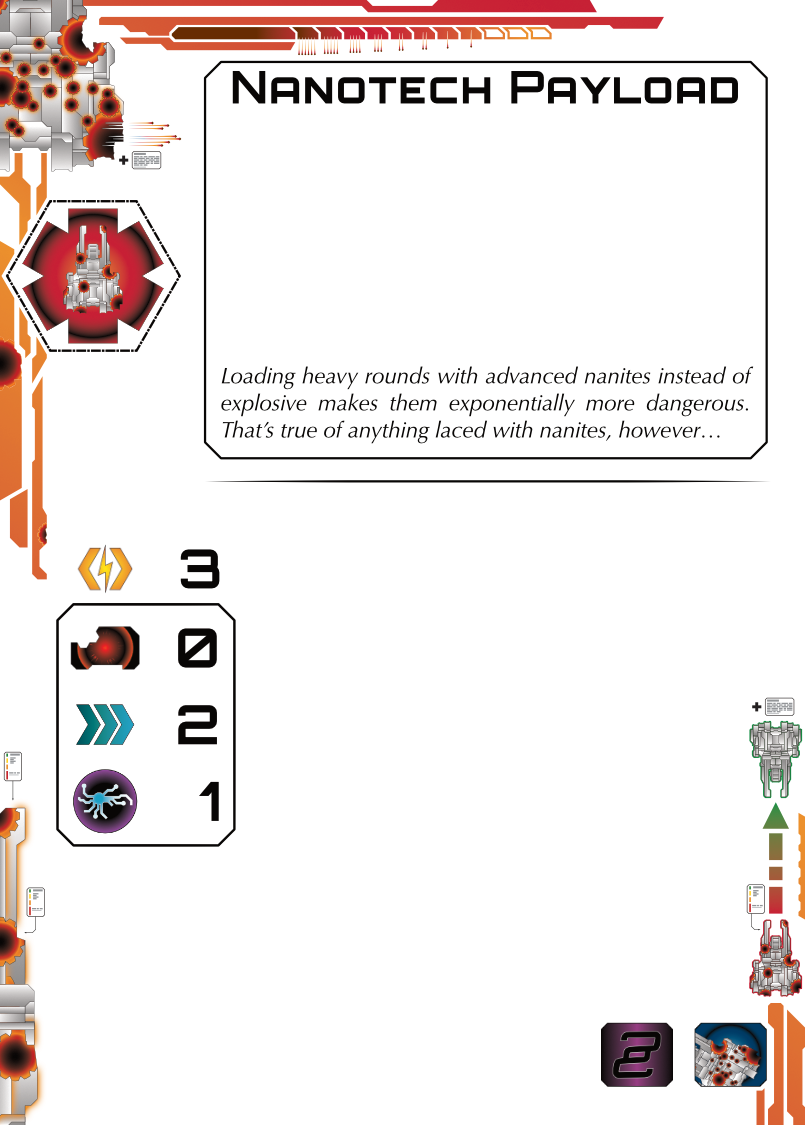 Nanotech Payload
Loading heavy rounds with advanced nanites instead of
explosive makes them exponentially more dangerous.
That’s true of anything laced with nanites, however…
3
0
2
1
+
+
2